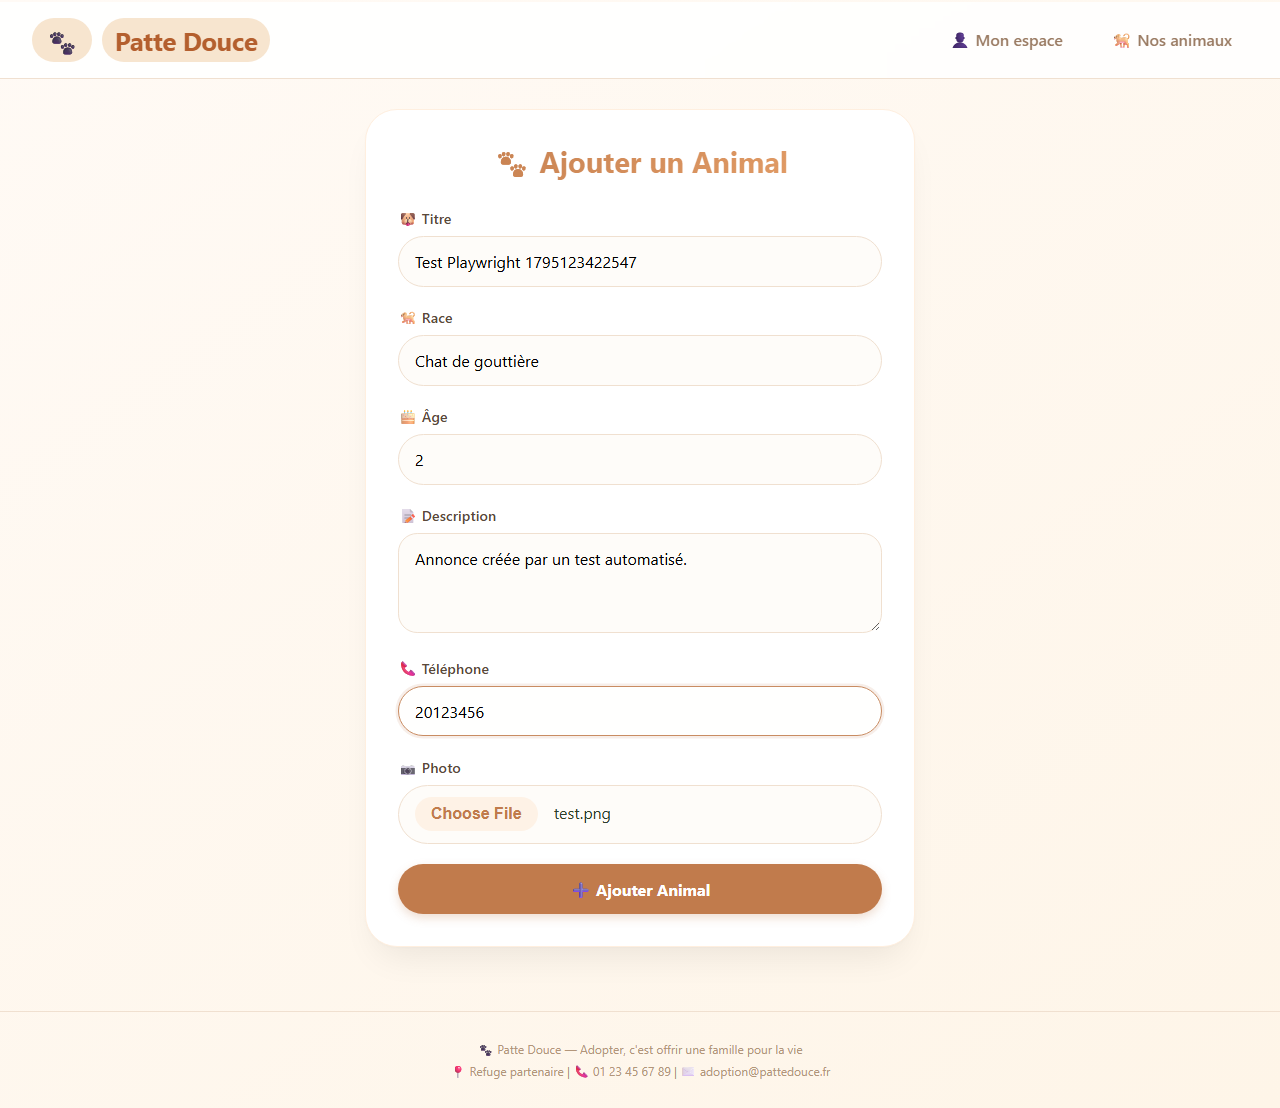 Patte Douce
Mon espace
Nos animaux
Ajouter un Animal
Titre
Test Playwright 1795123422547
Race
Chat de gouttière
Âge
2
Description
Annonce créée par un test automatisé.
Téléphone
20123456
Photo
Choose File test.png
Ajouter Animal
Patte Douce — Adopter, c'est offrir une famille pour la vie
Refuge partenaire | 01 23 45 67 89 | adoption@pattedouce.fr